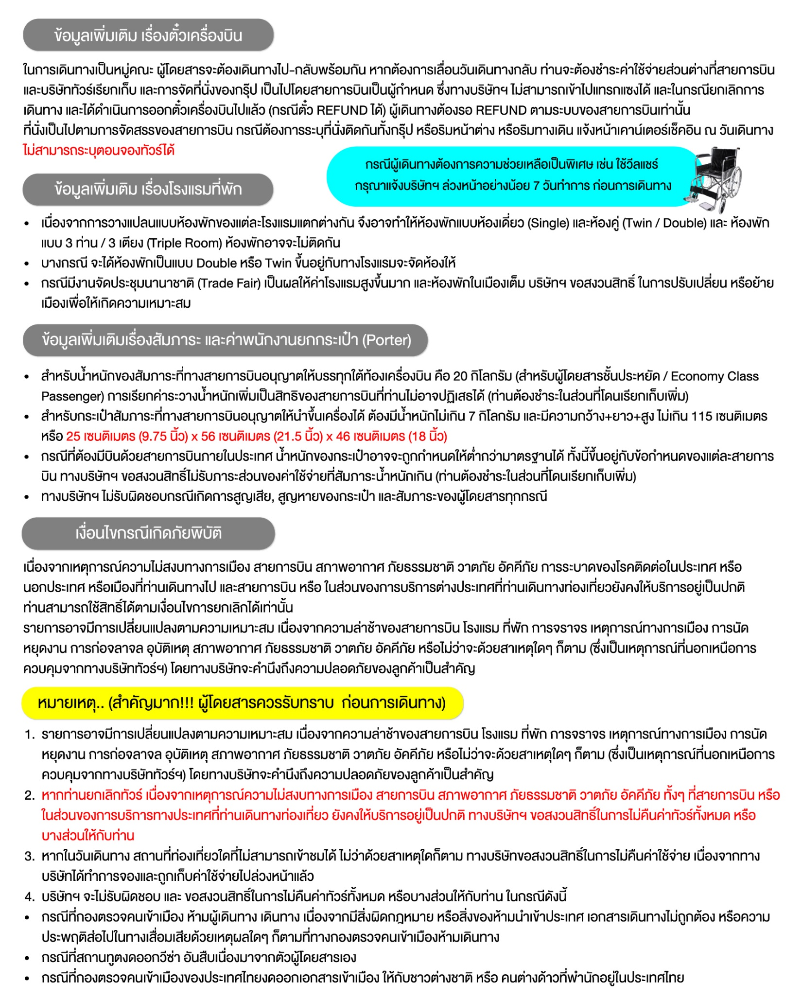 ข้อมูลเพิ่มเติม เรื่องตั๋วเครื่องบิน
ในการเดินทางเป็นหมู่คณะ ผู้โดยสารจะต้องเดินทางไป-กลับพร้อมกัน หากต้องการเลื่อนวันเดินทางกลับ ท่านจะต้องชำระค่าใช้จ่ายส่วนต่างที่สายการบิน
และบริษัททัวร์เรียกเก็บ และการจัดที่นั่งของกรุ๊ป เป็นไปโดยสายการบินเป็นผู้กำหนด ซึ่งทางบริษัทฯ ไม่สามารถเข้าไปแทรกแซงได้ และในกรณียกเลิกการ
เดินทาง และได้ดำเนินการออกตั๋วเครื่องบินไปแล้ว (กรณีตั๋ว REFUND ได้) ผู้เดินทางต้องรอ REFUND ตามระบบของสายการบินเท่านั้น
ที่นั่งเป็นไปตามการจัดสรรของสายการบิน กรณีต้องการระบุที่นั่งติดกันทั้งกรุ๊ป หรือริมหน้าต่าง หรือริมทางเดิน แจ้งหน้าเคาน์เตอร์เช็คอิน ณ วันเดินทาง
ไม่สามารถระบุตอนจองทัวร์ได้
กรณีผู้เดินทางต้องการความช่วยเหลือเป็นพิเศษ เช่น ใช้วีลแชร์
กรุณาแจ้งบริษัทฯ ล่วงหน้าอย่างน้อย 7 วันทำการ ก่อนการเดินทาง
ข้อมูลเพิ่มเติม เรื่องโรงแรมที่พัก
• เนื่องจากการวางแปลนแบบห้องพักของแต่ละโรงแรมแตกต่างกัน จึงอาจทำให้ห้องพักแบบห้องเดี่ยว (Single) และห้องคู่ (Twin / Double) และ ห้องพัก
แบบ 3 ท่าน / 3 เตียง (Triple Room) ห้องพักอาจจะไม่ติดกัน
• บางกรณี จะได้ห้องพักเป็นแบบ Double หรือ Twin ขึ้นอยู่กับทางโรงแรมจะจัดห้องให้
• กรณีมีงานจัดประชุมนานาชาติ (Trade Fair) เป็นผลให้ค่าโรงแรมสูงขึ้นมาก และห้องพักในเมืองเต็ม บริษัทฯ ขอสงวนสิทธิ์ ในการปรับเปลี่ยน หรือย้าย
เมืองเพื่อให้เกิดความเหมาะสม
ข้อมูลเพิ่มเติมเรื่องสัมภาระ และค่าพนักงานยกกระเป๋า (Porter)
• สำหรับน้ำหนักของสัมภาระที่ทางสายการบินอนุญาตให้บรรทุกใต้ท้องเครื่องบิน คือ 20 กิโลกรัม (สำหรับผู้โดยสารชั้นประหยัด / Economy Class
Passenger) การเรียกค่าระวางน้ำหนักเพิ่มเป็นสิทธิของสายการบินที่ท่านไม่อาจปฏิเสธได้ (ท่านต้องชำระในส่วนที่โดนเรียกเก็บเพิ่ม)
• สำหรับกระเป๋าสัมภาระที่ทางสายการบินอนุญาตให้นำขึ้นเครื่องได้ ต้องมีน้ำหนักไม่เกิน 7 กิโลกรัม และมีความกว้าง+ยาว+สูง ไม่เกิน 115 เซนติเมตร
หรือ 25 เซนติเมตร (9.75 นิ้ว) x 56 เซนติเมตร (21.5 นิ้ว) x 46 เซนติเมตร (18 นิ้ว)
• กรณีที่ต้องมีบินด้วยสายการบินภายในประเทศ น้ำหนักของกระเป๋าอาจจะถูกกำหนดให้ต่ำกว่ามาตรฐานได้ ทั้งนี้ขึ้นอยู่กับข้อกำหนดของแต่ละสายการ
บิน ทางบริษัทฯ ขอสงวนสิทธิ์ไม่รับภาระส่วนของค่าใช้จ่ายที่สัมภาระน้ำหนักเกิน (ท่านต้องชำระในส่วนที่โดนเรียกเก็บเพิ่ม)
• ทางบริษัทฯ ไม่รับผิดชอบกรณีเกิดการสูญเสีย, สูญหายของกระเป๋า และสัมภาระของผู้โดยสารทุกกรณี
เงื่อนไขกรณีเกิดภัยพิบัติ
เนื่องจากเหตุการณ์ความไม่สงบทางการเมือง สายการบิน สภาพอากาศ ภัยธรรมชาติ วาตภัย อัคคีภัย การระบาดของโรคติดต่อในประเทศ หรือ
นอกประเทศ หรือเมืองที่ท่านเดินทางไป และสายการบิน หรือ ในส่วนของการบริการต่างประเทศที่ท่านเดินทางท่องเที่ยวยังคงให้บริการอยู่เป็นปกติ
ท่านสามารถใช้สิทธิ์ได้ตามเงื่อนไขการยกเลิกได้เท่านั้น
รายการอาจมีการเปลี่ยนแปลงตามความเหมาะสม เนื่องจากความล่าช้าของสายการบิน โรงแรม ที่พัก การจราจร เหตุการณ์ทางการเมือง การนัด
หยุดงาน การก่อจลาจล อุบัติเหตุ สภาพอากาศ ภัยธรรมชาติ วาตภัย อัคคีภัย หรือไม่ว่าจะด้วยสาเหตุใดๆ ก็ตาม (ซึ่งเป็นเหตุการณ์ที่นอกเหนือการ
ควบคุมจากทางบริษัททัวร์ฯ) โดยทางบริษัทจะคำนึงถึงความปลอดภัยของลูกค้าเป็นสำคัญ
หมายเหตุ.. (สำคัญมาก!!! ผู้โดยสารควรรับทราบ ก่อนการเดินทาง)
1. รายการอาจมีการเปลี่ยนแปลงตามความเหมาะสม เนื่องจากความล่าช้าของสายการบิน โรงแรม ที่พัก การจราจร เหตุการณ์ทางการเมือง การนัด
หยุดงาน การก่อจลาจล อุบัติเหตุ สภาพอากาศ ภัยธรรมชาติ วาตภัย อัคคีภัย หรือไม่ว่าจะด้วยสาเหตุใดๆ ก็ตาม (ซึ่งเป็นเหตุการณ์ที่นอกเหนือการ
ควบคุมจากทางบริษัททัวร์ฯ) โดยทางบริษัทจะคำนึงถึงความปลอดภัยของลูกค้าเป็นสำคัญ
2. หากท่านยกเลิกทัวร์ เนื่องจากเหตุการณ์ความไม่สงบทางการเมือง สายการบิน สภาพอากาศ ภัยธรรมชาติ วาตภัย อัคคีภัย ทั้งๆ ที่สายการบิน หรือ
ในส่วนของการบริการทางประเทศที่ท่านเดินทางท่องเที่ยว ยังคงให้บริการอยู่เป็นปกติ ทางบริษัทฯ ขอสงวนสิทธิ์ในการไม่คืนค่าทัวร์ทั้งหมด หรือ
บางส่วนให้กับท่าน
3. หากในวันเดินทาง สถานที่ท่องเที่ยวใดที่ไม่สามารถเข้าชมได้ ไม่ว่าด้วยสาเหตุใดก็ตาม ทางบริษัทขอสงวนสิทธิ์ในการไม่คืนค่าใช้จ่าย เนื่องจากทาง
บริษัทได้ทำการจองและถูกเก็บค่าใช้จ่ายไปล่วงหน้าแล้ว
4. บริษัทฯ จะไม่รับผิดชอบ และ ขอสงวนสิทธิ์ในการไม่คืนค่าทัวร์ทั้งหมด หรือบางส่วนให้กับท่าน ในกรณีดังนี้
• กรณีที่กองตรวจคนเข้าเมือง ห้ามผู้เดินทาง เดินทาง เนื่องจากมีสิ่งผิดกฎหมาย หรือสิ่งของห้ามนำเข้าประเทศ เอกสารเดินทางไม่ถูกต้อง หรือความ
ประพฤติส่อไปในทางเสื่อมเสียด้วยเหตุผลใดๆ ก็ตามที่ทางกองตรวจคนเข้าเมืองห้ามเดินทาง
• กรณีที่สถานทูตงดออกวีซ่า อันสืบเนื่องมาจากตัวผู้โดยสารเอง
• กรณีที่กองตรวจคนเข้าเมืองของประเทศไทยงดออกเอกสารเข้าเมือง ให้กับชาวต่างชาติ หรือ คนต่างด้าวที่พำนักอยู่ในประเทศไทย